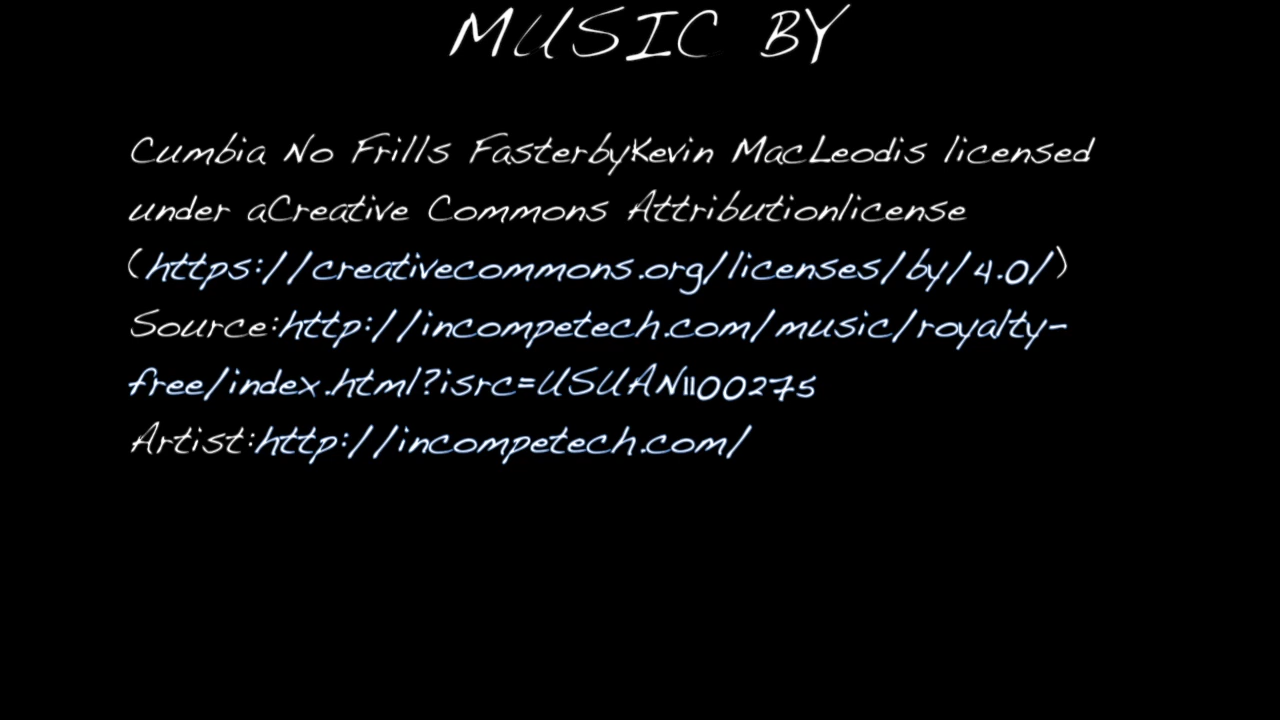 MUSIC BY
Cumbia No Frills FasterbyKevin MacLeodis licensed
under aCreative Commons Attributionlicense
(https://creativecommons.org/licenses/by/4.0/)
Source:http://incompetech.com/music/royalty-
free/index.html?isrc=USUAN1100275
Artist:http://incompetech.com/